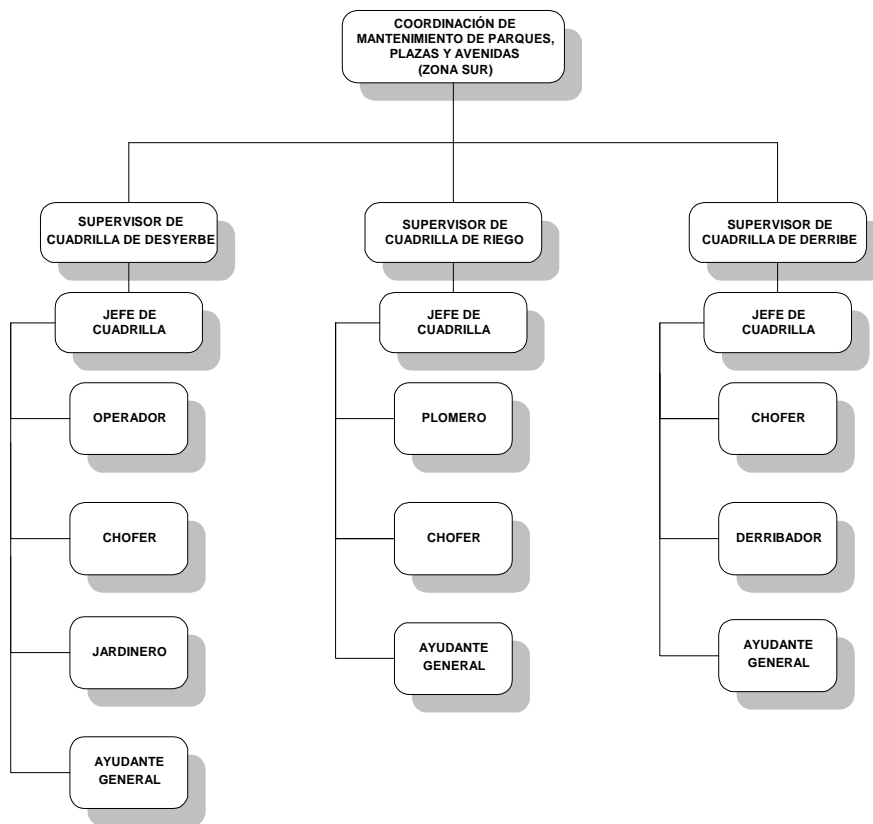 COORDINACIÓN DE
MANTENIMIENTO DE PARQUES,
PLAZAS Y AVENIDAS
(ZONA SUR)
SUPERVISOR DE
CUADRILLA DE DESYERBE
JEFE DE
CUADRILLA
OPERADOR
CHOFER
JARDINERO
AYUDANTE
GENERAL
SUPERVISOR DE
CUADRILLA DE RIEGO
JEFE DE
CUADRILLA
PLOMERO
CHOFER
AYUDANTE
GENERAL
SUPERVISOR DE
CUADRILLA DE DERRIBE
JEFE DE
CUADRILLA
CHOFER
DERRIBADOR
AYUDANTE
GENERAL